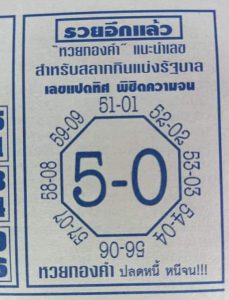 รวยอีกแล้ว
"หวยทองคำ" แนะนำเลข
สำหรับสลากกินแบ่งรัฐบาล
เลขแปดทิศ พิชิตความจน
51-01
52-02
53-03
54-04
55-06
57-07
58-08
59-09
5-0
หวยทองคำ ปลดหนี้ หนีจน!!!